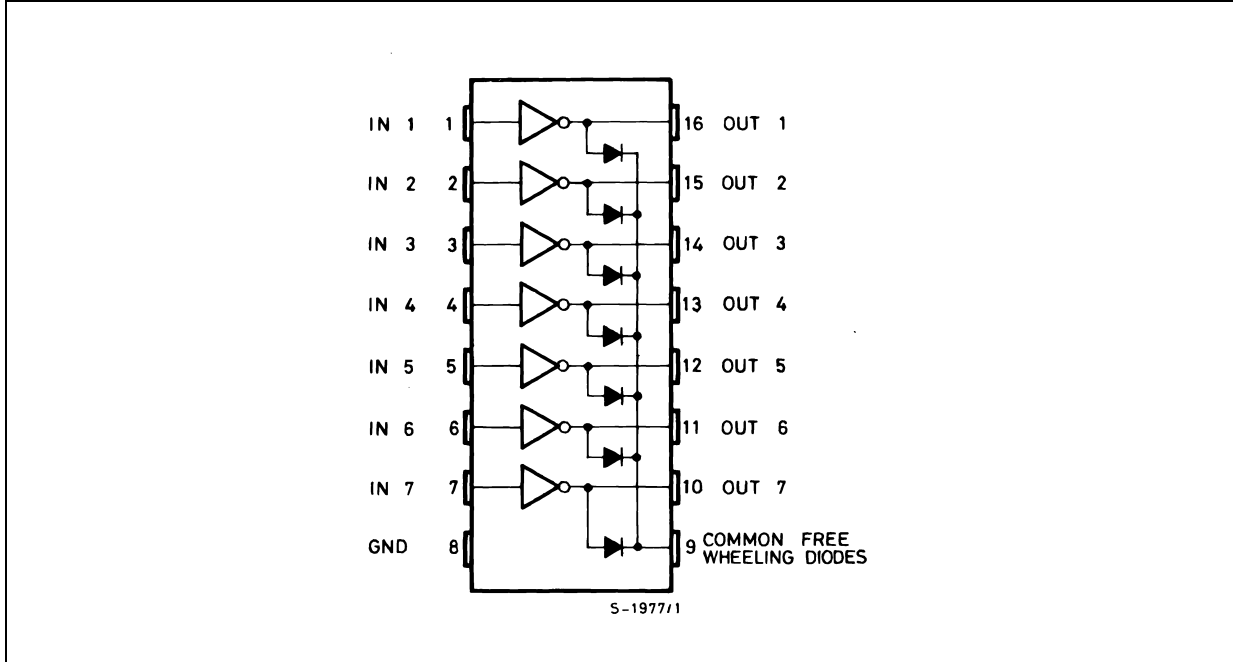 IN 1 1 16 OUT 1
IN 2 2 15 OUT 2
IN 3 3 14 OUT 3
IN 4 4 13 OUT 4
IN 5 5 12 OUT 5
IN 6 6 11 OUT 6
IN 7 7 10 OUT 7
GND 8 9 COMMON FREE
WHEELING DIODES
S-1977/1